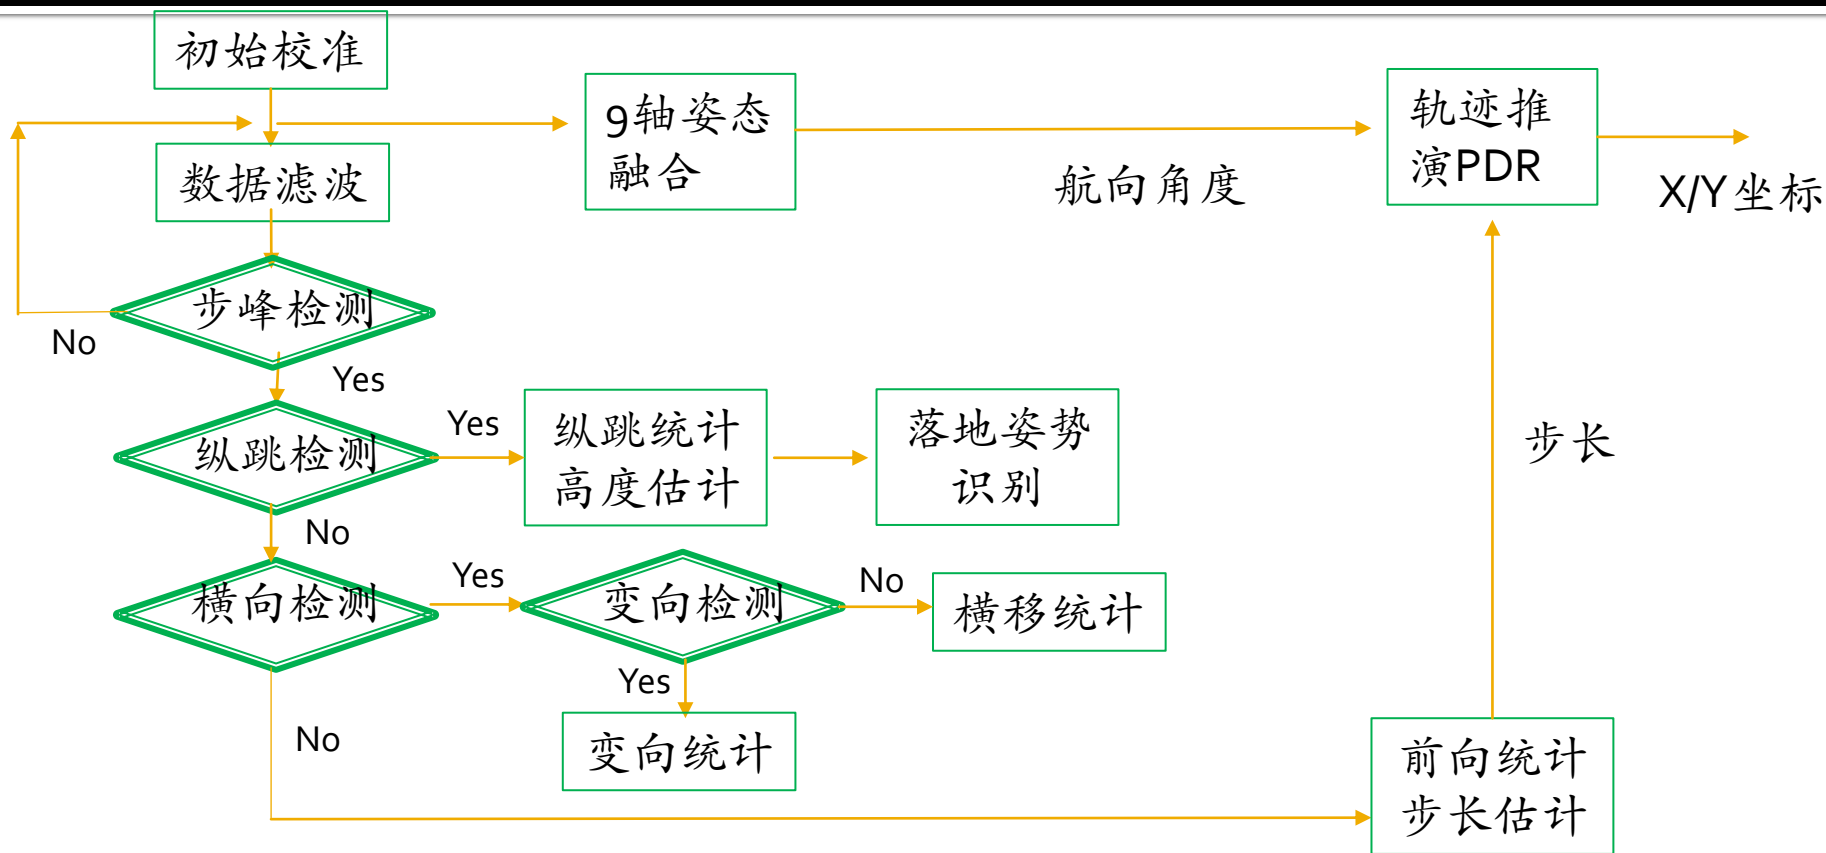 初始校准
9轴姿态
融合
轨迹推
演PDR
数据滤波
航向角度
X/Y坐标
步峰检测
No
Yes
纵跳检测
Yes
纵跳统计
高度估计
落地姿势
识别
步长
No
横向检测
Yes
变向检测
No
横移统计
Yes
变向统计
No
前向统计
步长估计